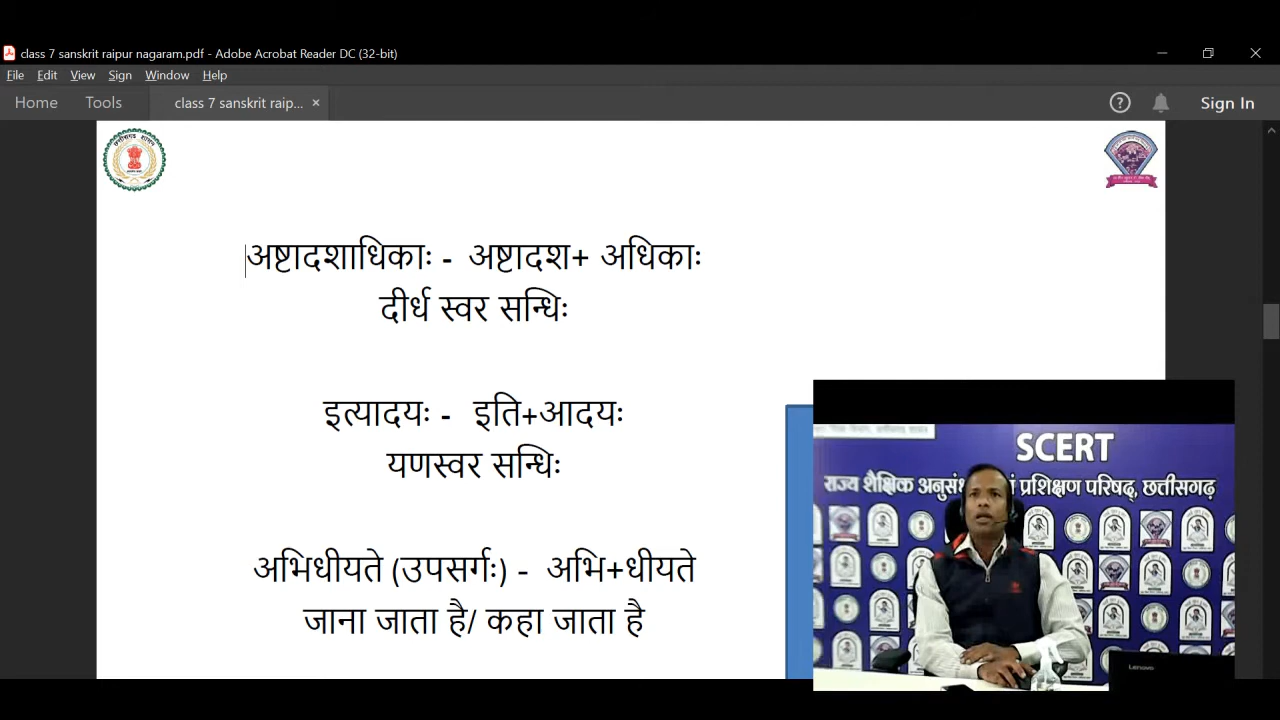 class 7 sanskrit raipur nagaram.pdf - Adobe Acrobat Reader DC (32-bit)
File Edit View Sign Window Help
Home Tools class 7 sanskrit raip... × Sign In
अष्टादशाधिकाः - अष्टादश+ अधिकाः
दीर्ध स्वर सन्धिः
इत्यादयः - इति+आदयः
यणस्वर सन्धिः
अभिधीयते (उपसर्गः) - अभि+धीयते
जाना जाता है/ कहा जाता है
SCERT
राज्य शैक्षिक प्रशिक्षण परिषद्, छत्तीसगढ़
Lenovo